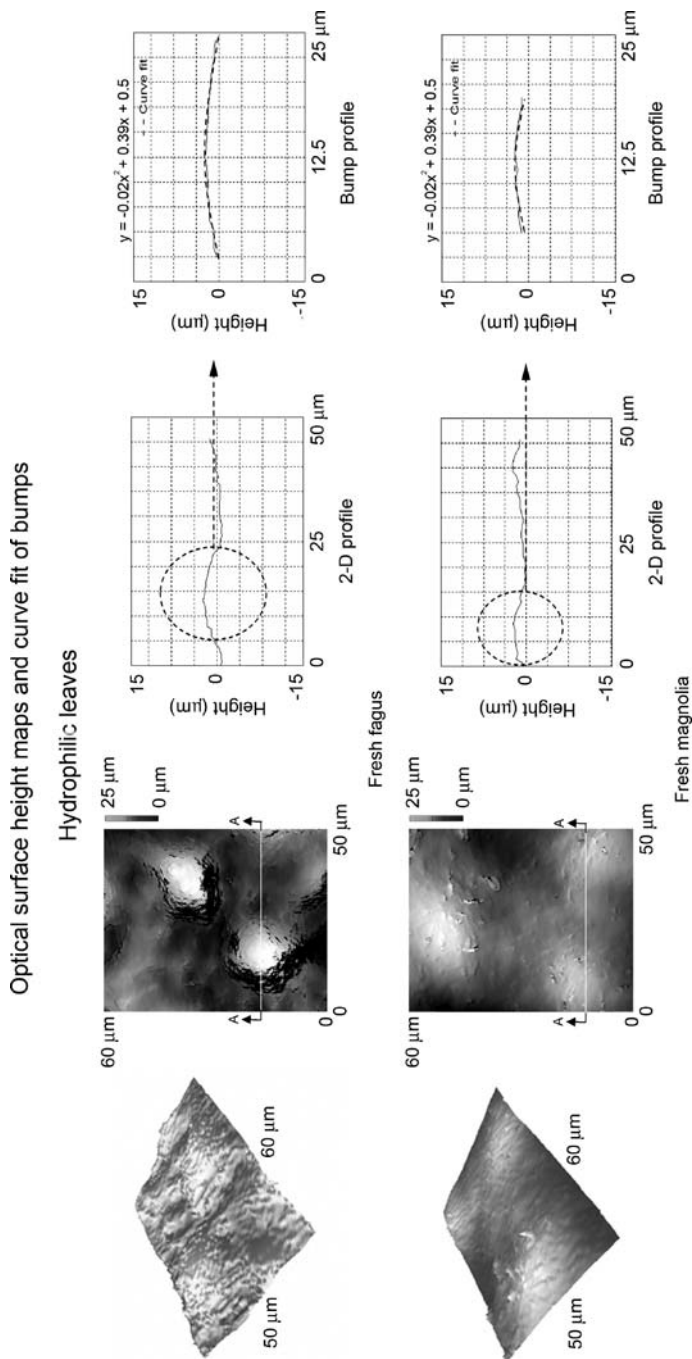 Optical surface height maps and curve fit of bumps
Hydrophilic leaves
50 μm
60 μm
60 μm
A
A
0
0
50 μm
25 μm
0 μm
Height (μm)
15
0
-15
0
25
50 μm
2-D profile
Height (μm)
15
0
-15
y = -0.02x² + 0.39x + 0.5
- - Curve fit
0
12.5
25 μm
Bump profile
Fresh fagus
50 μm
60 μm
A
A
0
0
50 μm
25 μm
0 μm
Height (μm)
15
0
-15
0
25
50 μm
2-D profile
Height (μm)
15
0
-15
y = -0.02x² + 0.39x + 0.5
- - Curve fit
0
12.5
25 μm
Bump profile
Fresh magnolia